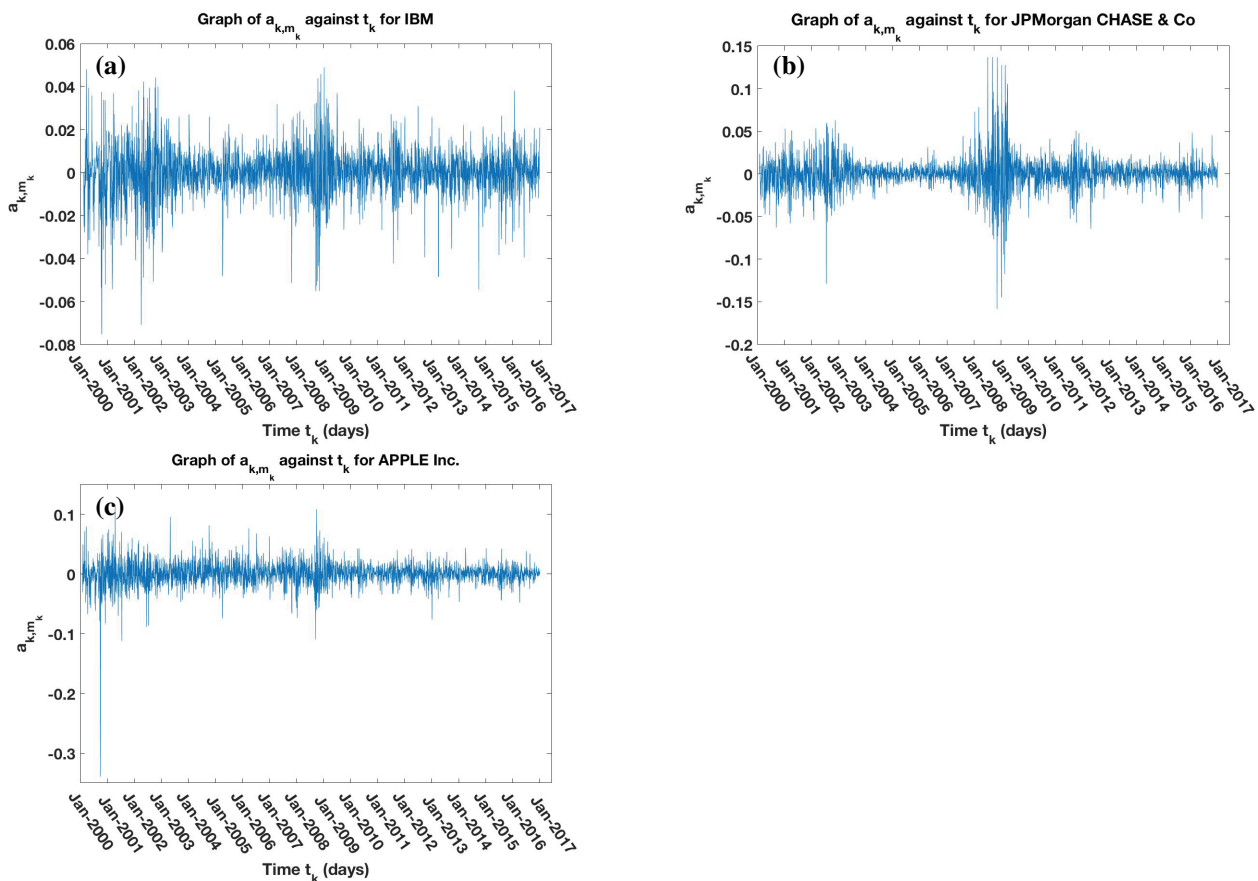 Graph of a_{k,m_k} against t_k for IBM
(a)
0.06
0.04
0.02
0
-0.02
-0.04
-0.06
-0.08
a_{k,m_k}
Jan-2000
Jan-2001
Jan-2002
Jan-2003
Jan-2004
Jan-2005
Jan-2006
Jan-2007
Jan-2008
Jan-2009
Jan-2010
Jan-2011
Jan-2012
Jan-2013
Jan-2014
Jan-2015
Jan-2016
Jan-2017
Time t_k (days)
Graph of a_{k,m_k} against t_k for JPMorgan CHASE & Co
(b)
0.15
0.1
0.05
0
-0.05
-0.1
-0.15
-0.2
a_{k,m_k}
Jan-2000
Jan-2001
Jan-2002
Jan-2003
Jan-2004
Jan-2005
Jan-2006
Jan-2007
Jan-2008
Jan-2009
Jan-2010
Jan-2011
Jan-2012
Jan-2013
Jan-2014
Jan-2015
Jan-2016
Jan-2017
Time t_k (days)
Graph of a_{k,m_k} against t_k for APPLE Inc.
(c)
0.1
0
-0.1
-0.2
-0.3
a_{k,m_k}
Jan-2000
Jan-2001
Jan-2002
Jan-2003
Jan-2004
Jan-2005
Jan-2006
Jan-2007
Jan-2008
Jan-2009
Jan-2010
Jan-2011
Jan-2012
Jan-2013
Jan-2014
Jan-2015
Jan-2016
Jan-2017
Time t_k (days)